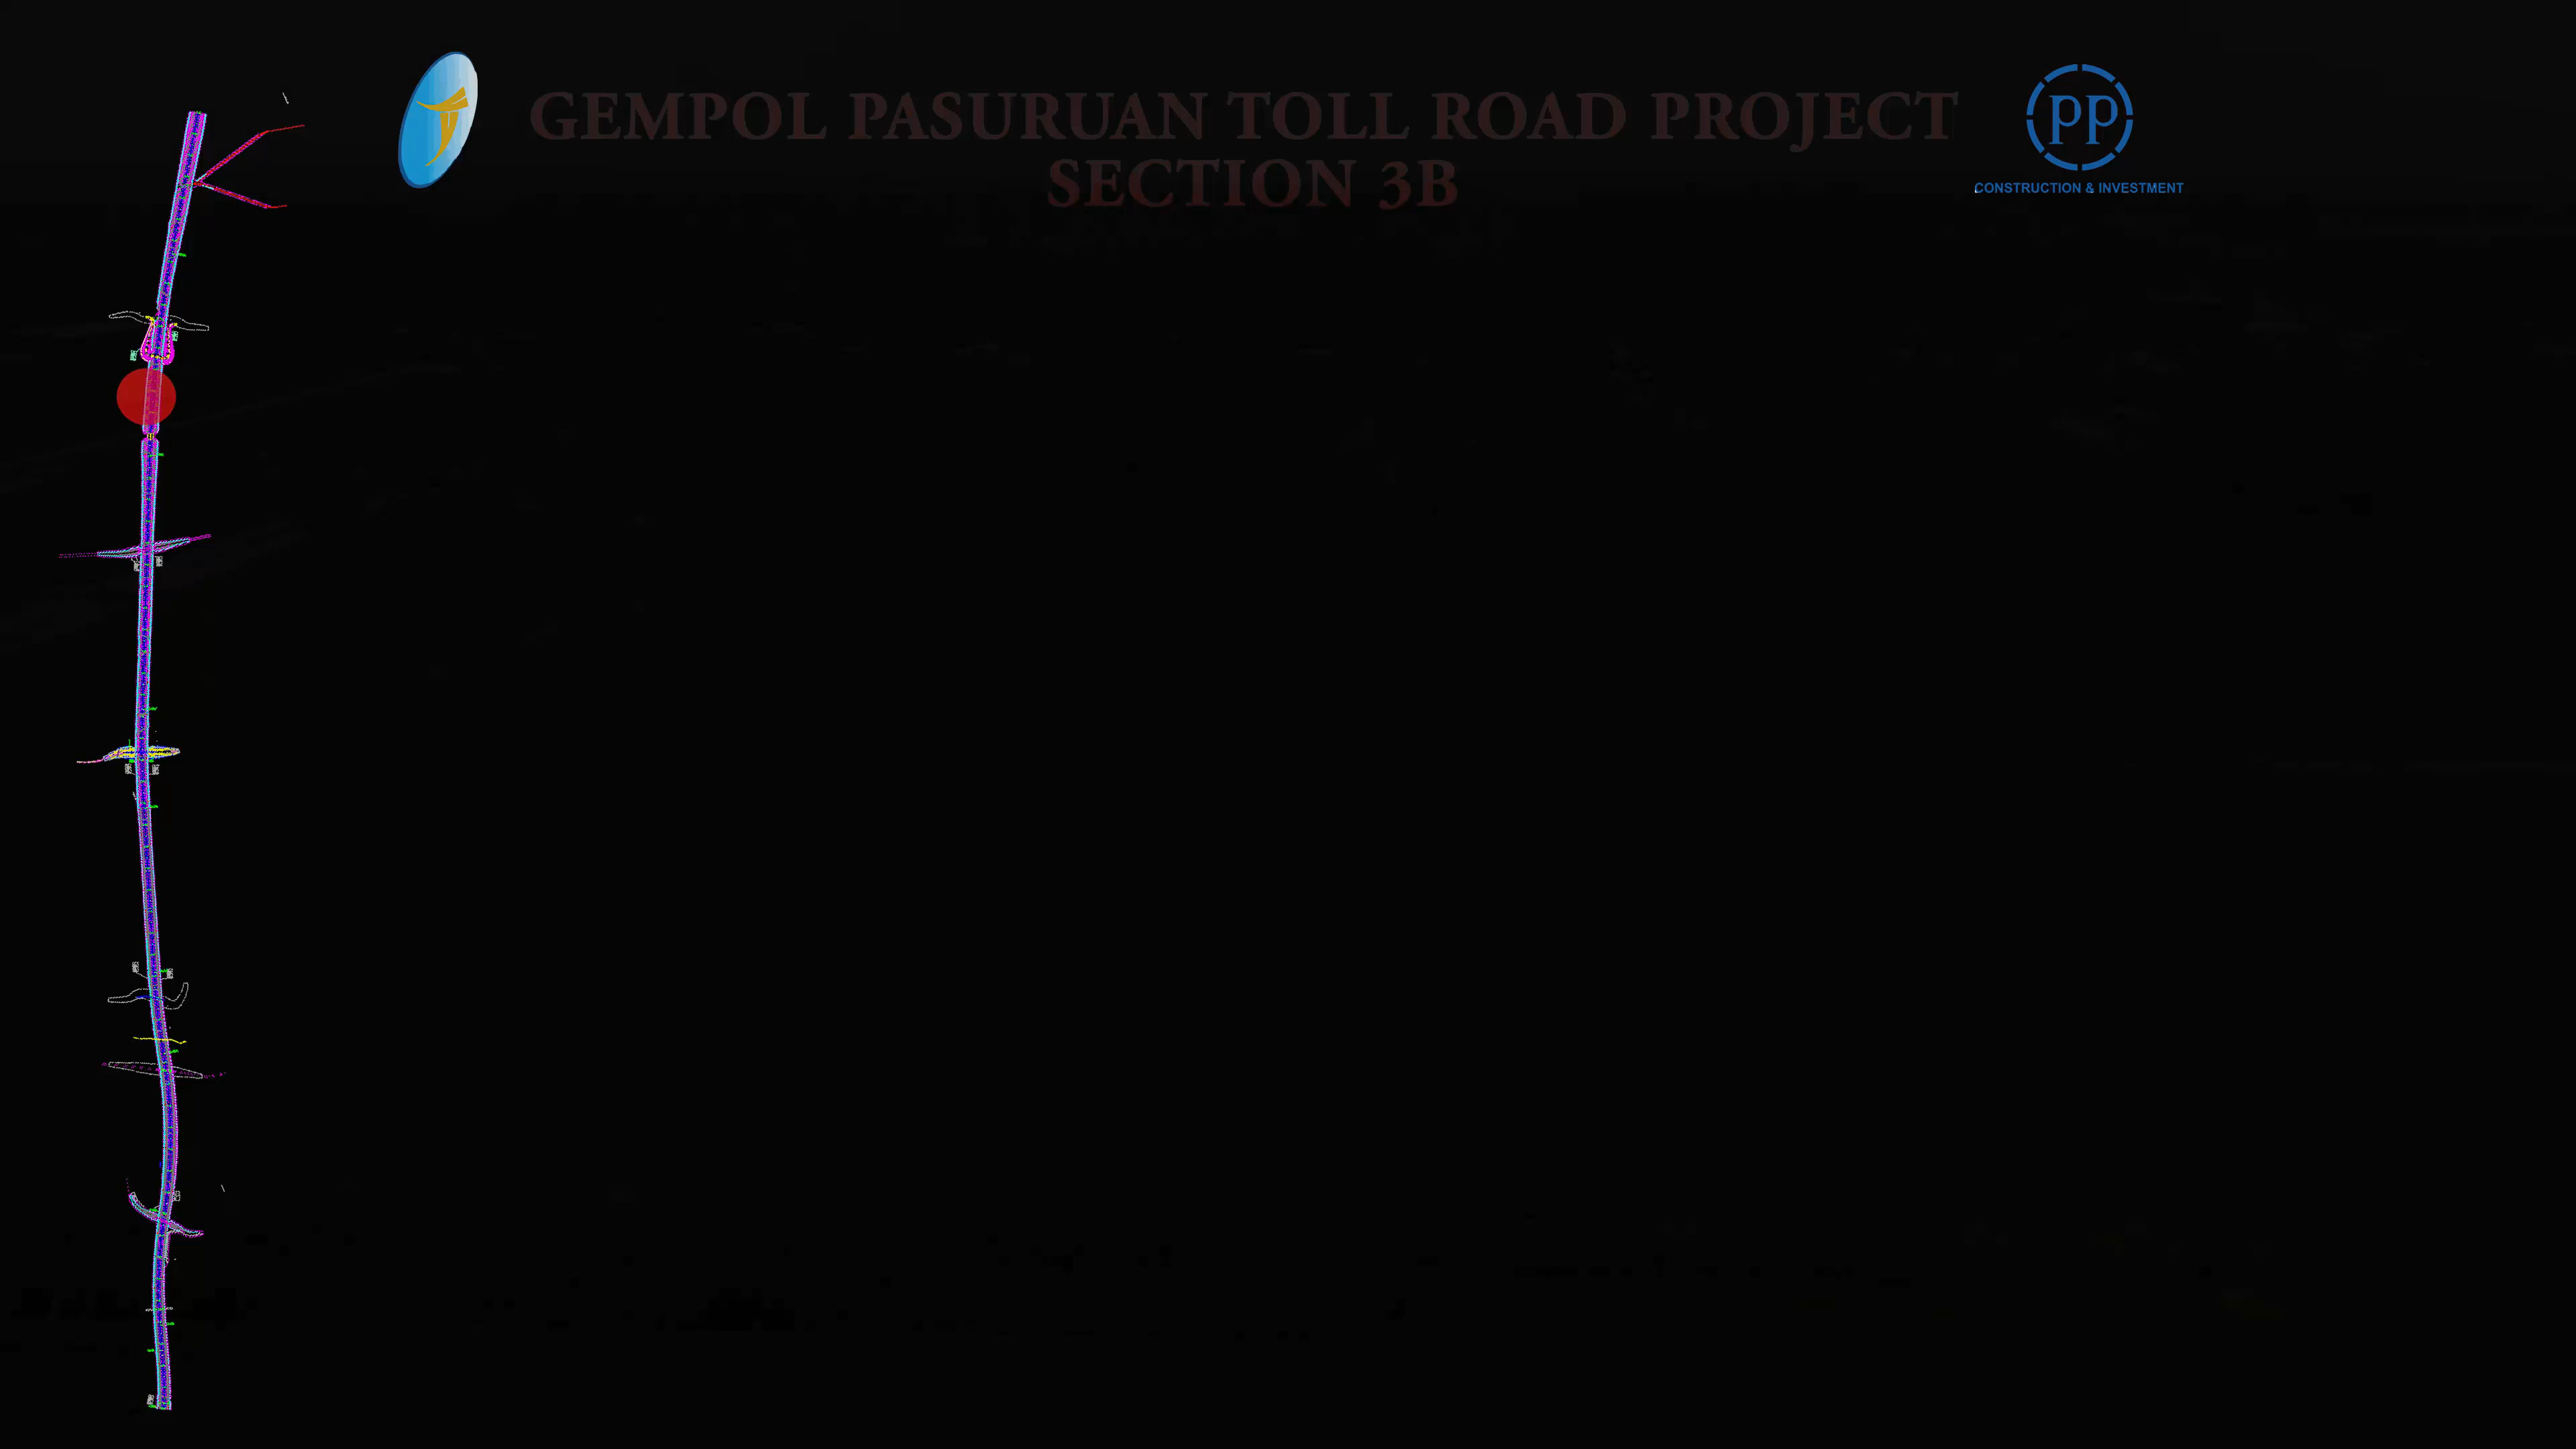 GEMPOL PASURUAN TOLL ROAD PROJECT
SECTION 3B
PP
CONSTRUCTION & INVESTMENT